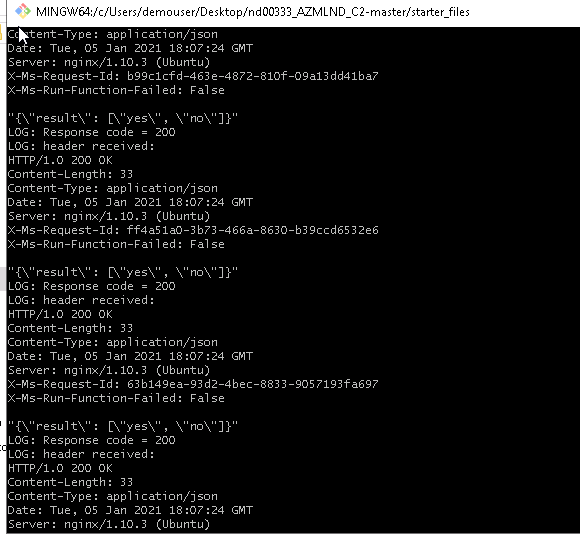 MINGW64:/c/Users/demouser/Desktop/nd00333_AZMLND_C2-master/starter_files
Content-Type: application/json
Date: Tue, 05 Jan 2021 18:07:24 GMT
Server: nginx/1.10.3 (Ubuntu)
X-Ms-Request-Id: b99c1cfd-463e-4872-810f-09a13dd41ba7
X-Ms-Run-Function-Failed: False
"{\"result\": [\"yes\", \"no\"]}"
LOG: Response code = 200
LOG: header received:
HTTP/1.0 200 OK
Content-Length: 33
Content-Type: application/json
Date: Tue, 05 Jan 2021 18:07:24 GMT
Server: nginx/1.10.3 (Ubuntu)
X-Ms-Request-Id: ff4a51a0-3b73-466a-8630-b39ccd6532e6
X-Ms-Run-Function-Failed: False
"{\"result\": [\"yes\", \"no\"]}"
LOG: Response code = 200
LOG: header received:
HTTP/1.0 200 OK
Content-Length: 33
Content-Type: application/json
Date: Tue, 05 Jan 2021 18:07:24 GMT
Server: nginx/1.10.3 (Ubuntu)
X-Ms-Request-Id: 63b149ea-93d2-4bec-8833-9057193fa697
X-Ms-Run-Function-Failed: False
"{\"result\": [\"yes\", \"no\"]}"
LOG: Response code = 200
LOG: header received:
HTTP/1.0 200 OK
Content-Length: 33
Content-Type: application/json
Date: Tue, 05 Jan 2021 18:07:24 GMT
Server: nginx/1.10.3 (Ubuntu)